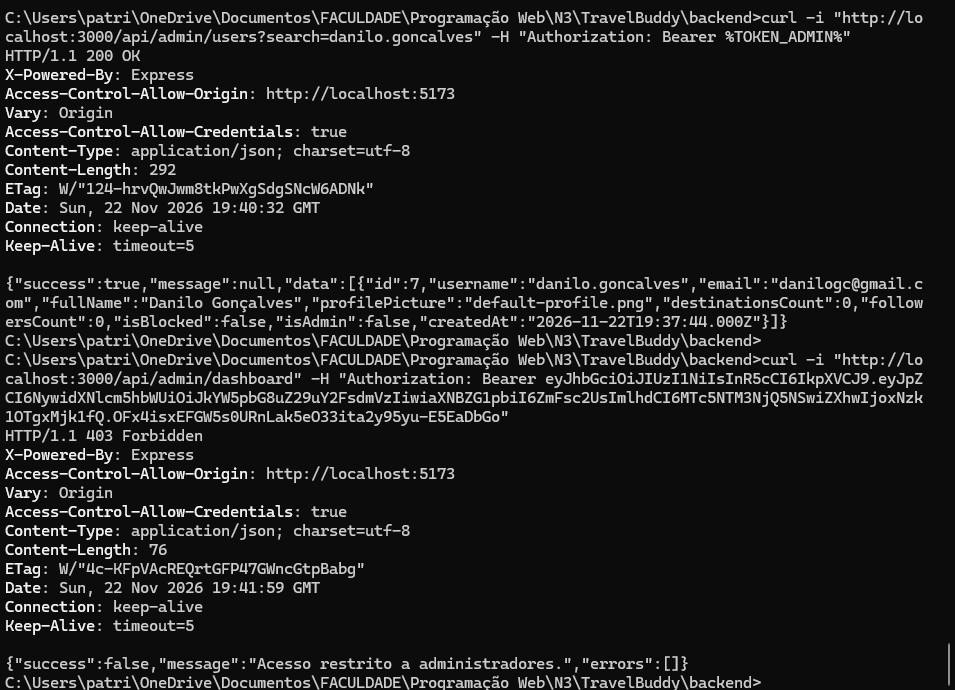 C:\Users\patri\OneDrive\Documentos\FACULDADE\Programação Web\N3\TravelBuddy\backend>curl -i "http://lo
calhost:3000/api/admin/users?search=danilo.goncalves" -H "Authorization: Bearer %TOKEN_ADMIN%"
HTTP/1.1 200 OK
X-Powered-By: Express
Access-Control-Allow-Origin: http://localhost:5173
Vary: Origin
Access-Control-Allow-Credentials: true
Content-Type: application/json; charset=utf-8
Content-Length: 292
ETag: W/"124-hrvQwJwm8tkPwXgSdgSNcW6ADNk"
Date: Sun, 22 Nov 2026 19:40:32 GMT
Connection: keep-alive
Keep-Alive: timeout=5

{"success":true,"message":null,"data":[{"id":7,"username":"danilo.goncalves","email":"danilogc@gmail.c
om","fullName":"Danilo Gonçalves","profilePicture":"default-profile.png","destinationsCount":0,"follow
ersCount":0,"isBlocked":false,"isAdmin":false,"createdAt":"2026-11-22T19:37:44.000Z"}]}
C:\Users\patri\OneDrive\Documentos\FACULDADE\Programação Web\N3\TravelBuddy\backend>
C:\Users\patri\OneDrive\Documentos\FACULDADE\Programação Web\N3\TravelBuddy\backend>curl -i "http://lo
calhost:3000/api/admin/dashboard" -H "Authorization: Bearer eyJhbGciOiJIUzI1NiIsInR5cCI6IkpXVCJ9.eyJpZ
CI6NywidXNlcm5hbWUiOiJkYW5pbG8uZ29uY2FsdmVzIiwiaXNBZG1pbiI6ZmFsc2UsImlhdCI6MTc5NTM3NjQ5NSwiZXhwIjoxNzk
1OTgxMjk1fQ.OFx4isxEFGW5s0URnLak5eO33ita2y95yu-E5EaDbGo"
HTTP/1.1 403 Forbidden
X-Powered-By: Express
Access-Control-Allow-Origin: http://localhost:5173
Vary: Origin
Access-Control-Allow-Credentials: true
Content-Type: application/json; charset=utf-8
Content-Length: 76
ETag: W/"4c-KFpVAcREQrtGFP47GWncGtpBabg"
Date: Sun, 22 Nov 2026 19:41:59 GMT
Connection: keep-alive
Keep-Alive: timeout=5

{"success":false,"message":"Acesso restrito a administradores.","errors":[]}
C:\Users\patri\OneDrive\Documentos\FACULDADE\Programação Web\N3\TravelBuddy\backend>